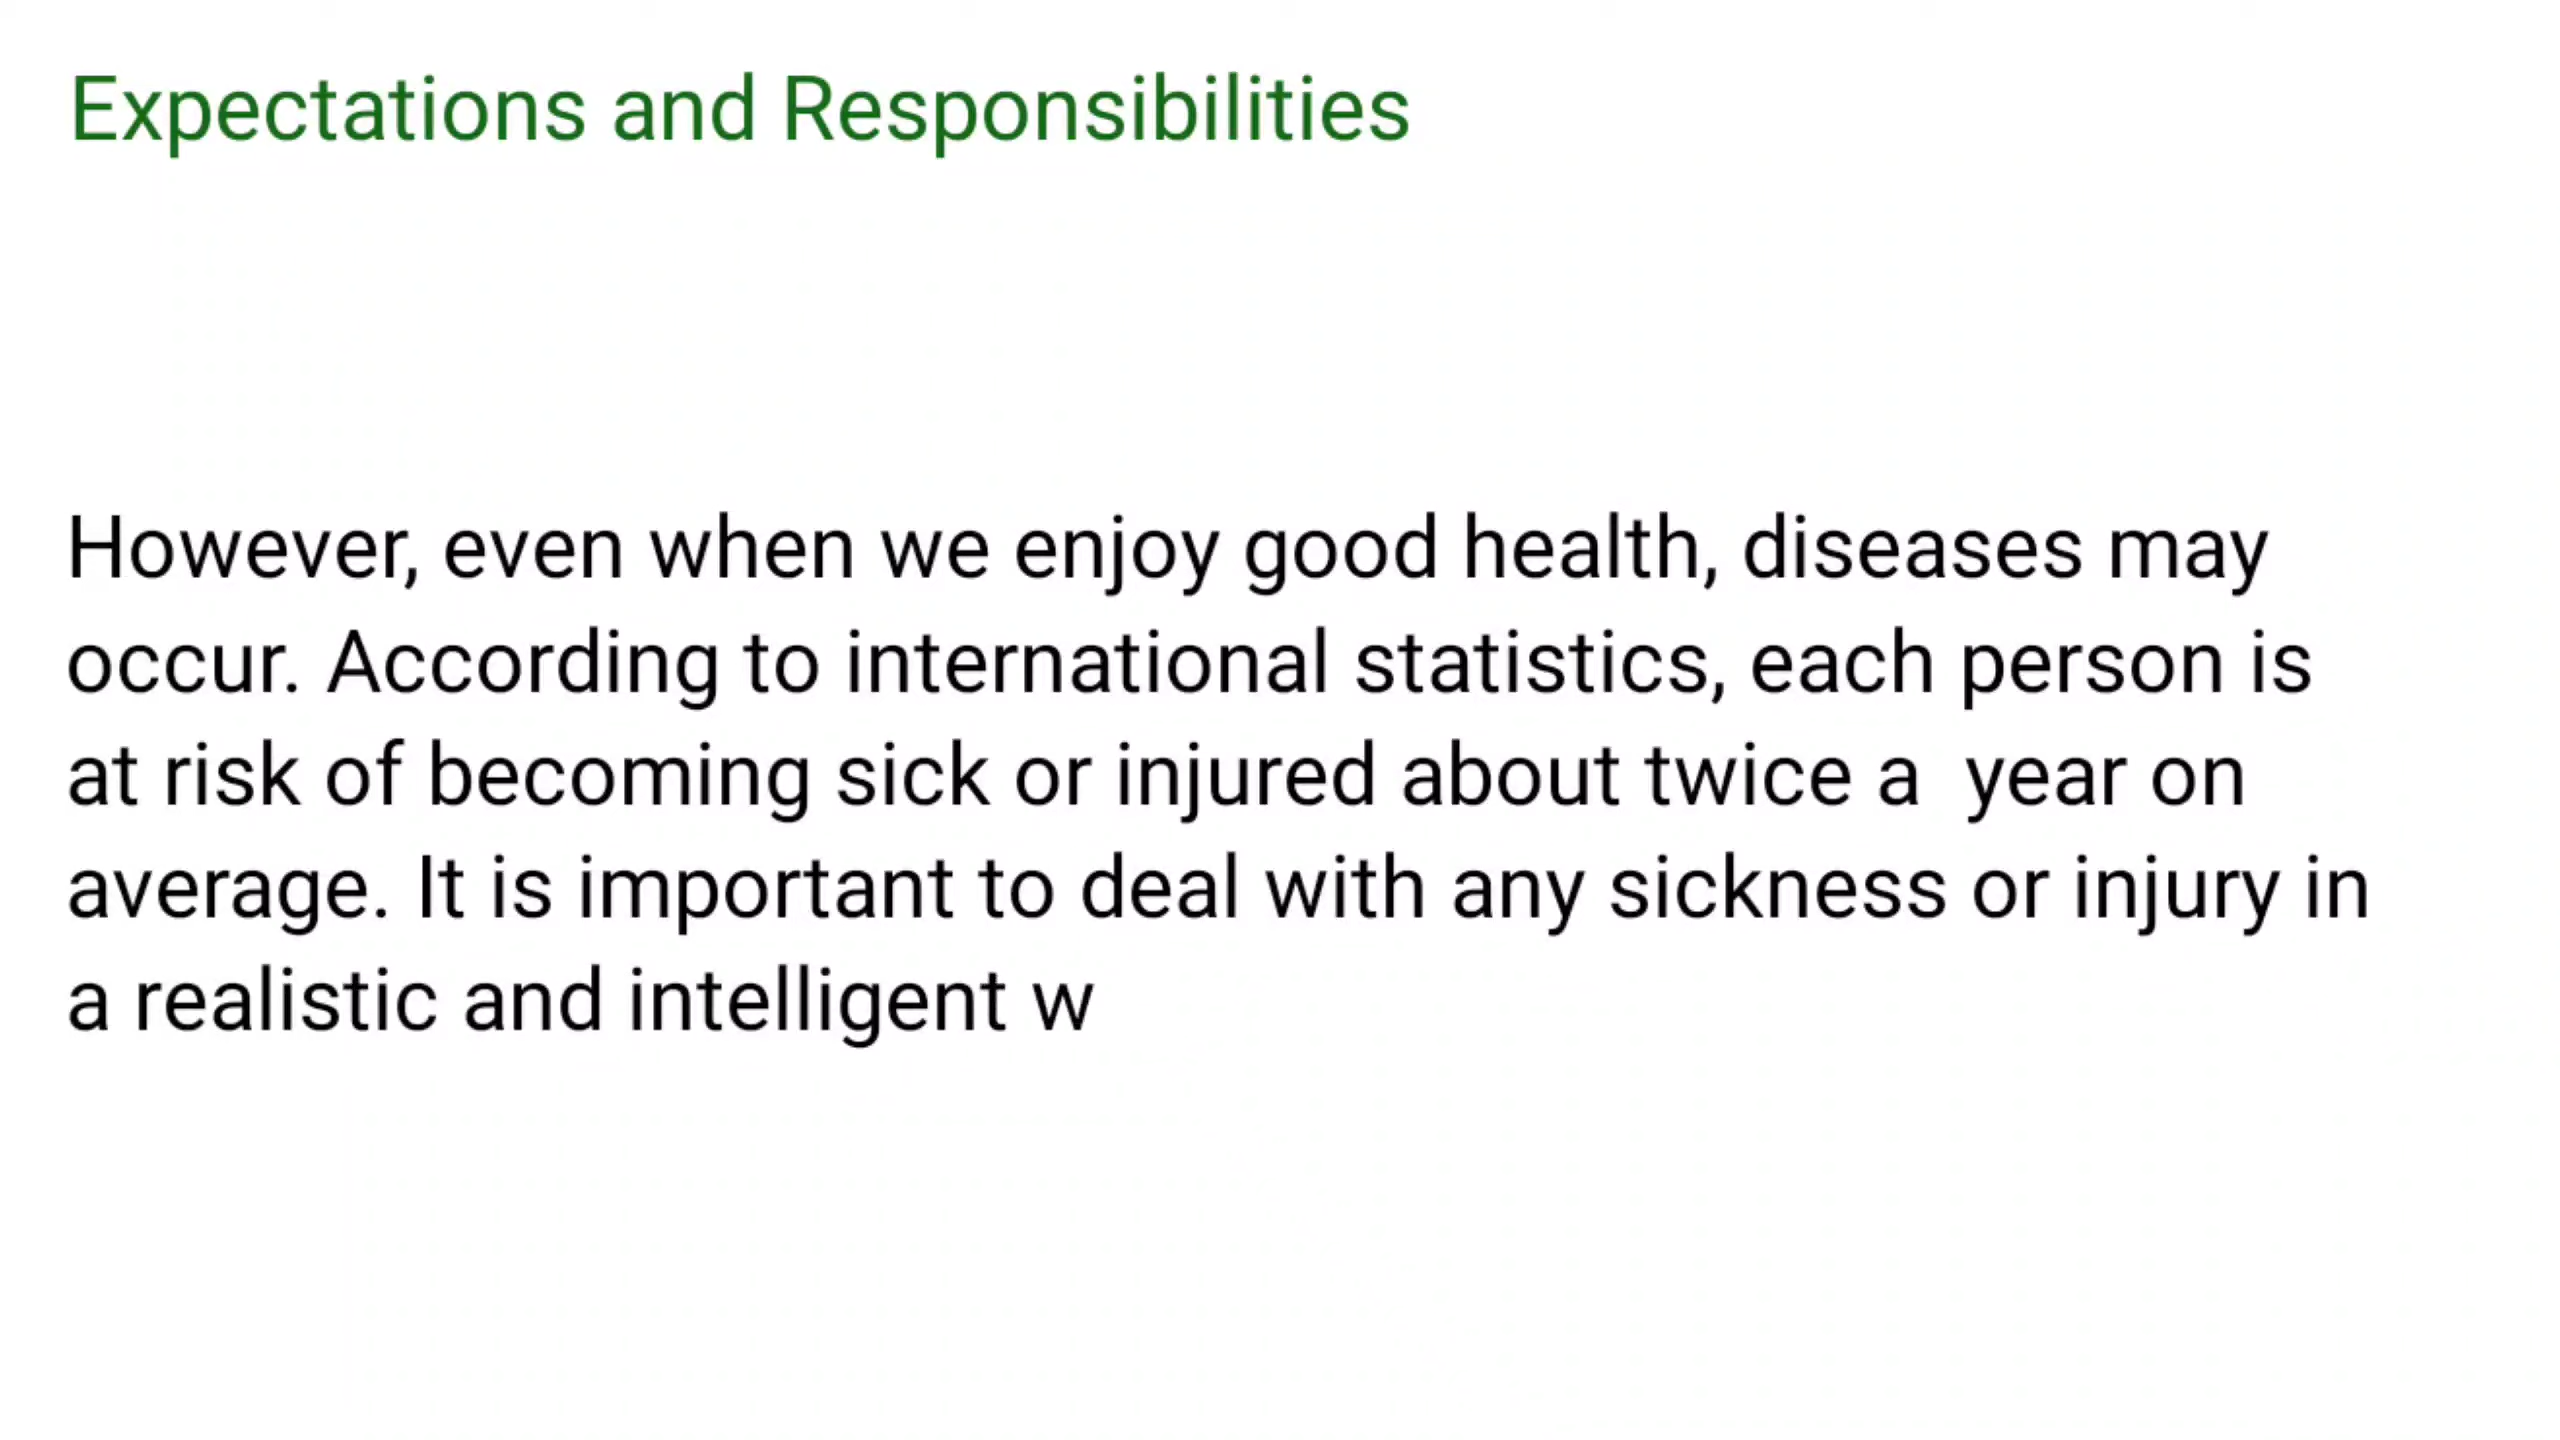 Expectations and Responsibilities
However, even when we enjoy good health, diseases may
occur. According to international statistics, each person is
at risk of becoming sick or injured about twice a  year on
average. It is important to deal with any sickness or injury in
a realistic and intelligent w